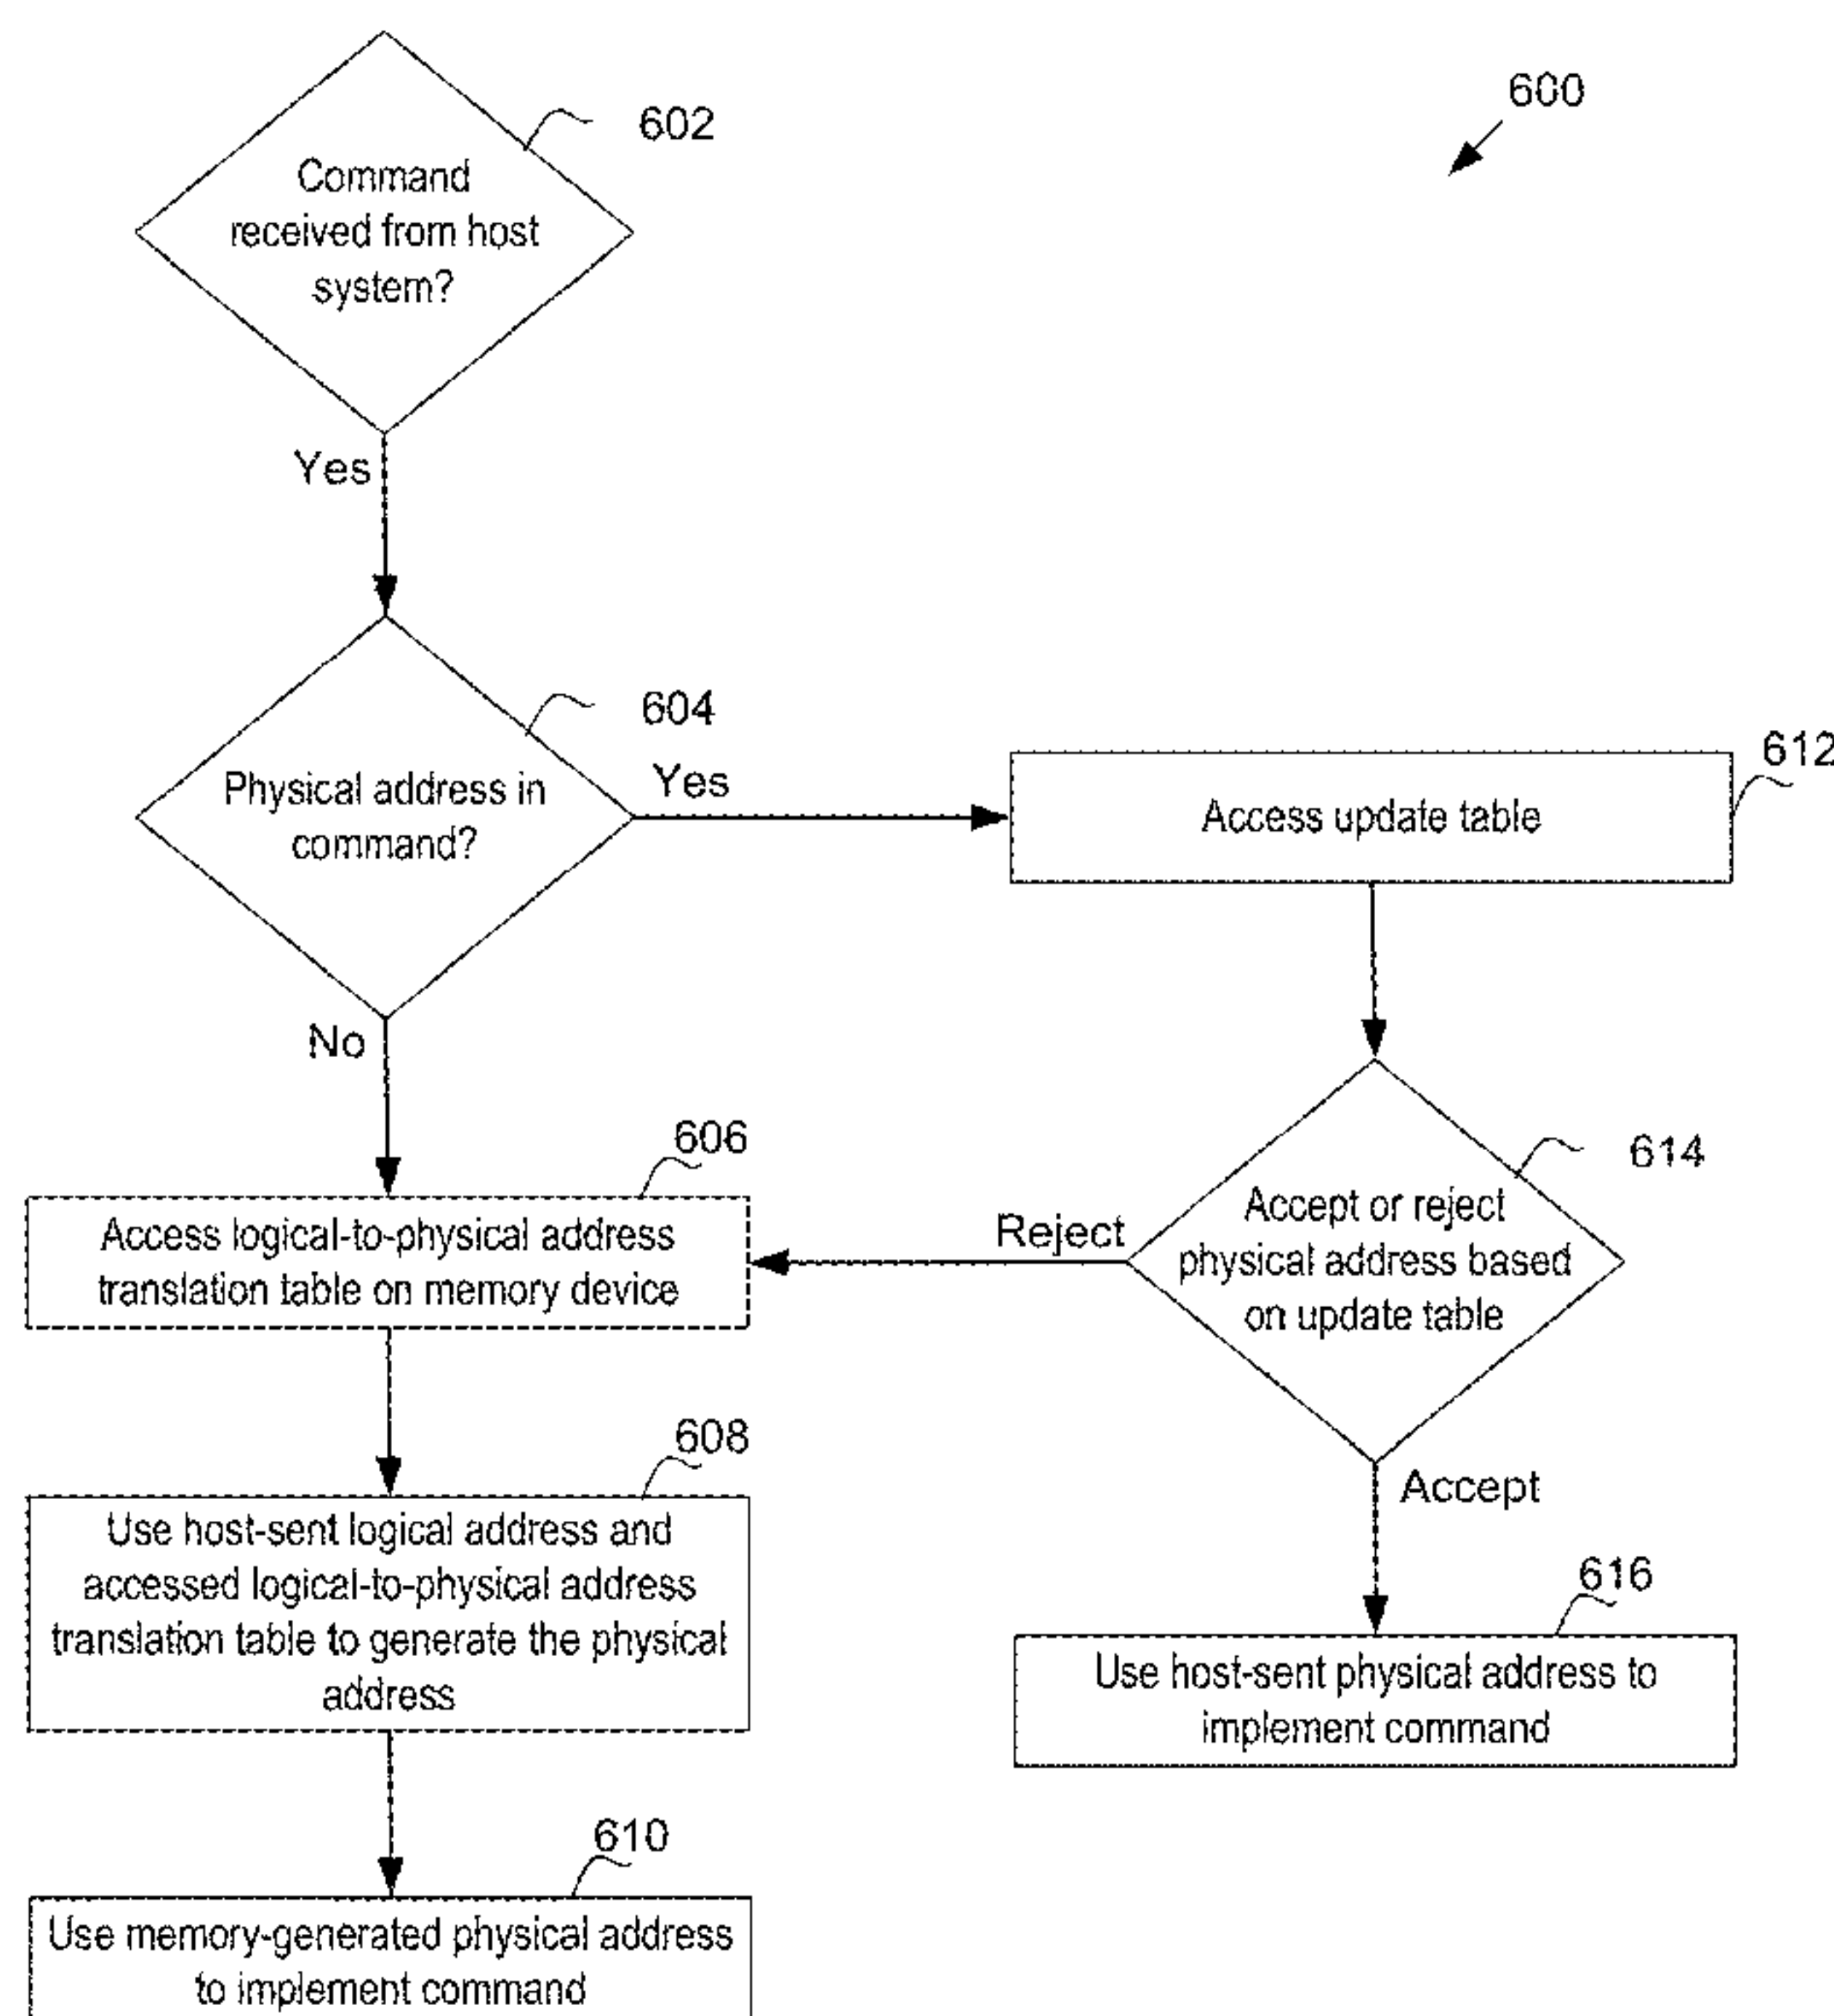 600
602
Command
received from host
system?
Yes
604
Physical address in
command?
Yes
612
Access update table
No
606
Access logical-to-physical address
translation table on memory device
614
Accept or reject
physical address based
on update table
Reject
Accept
608
Use host-sent logical address and
accessed logical-to-physical address
translation table to generate the physical
address
616
Use host-sent physical address to
implement command
610
Use memory-generated physical address
to implement command